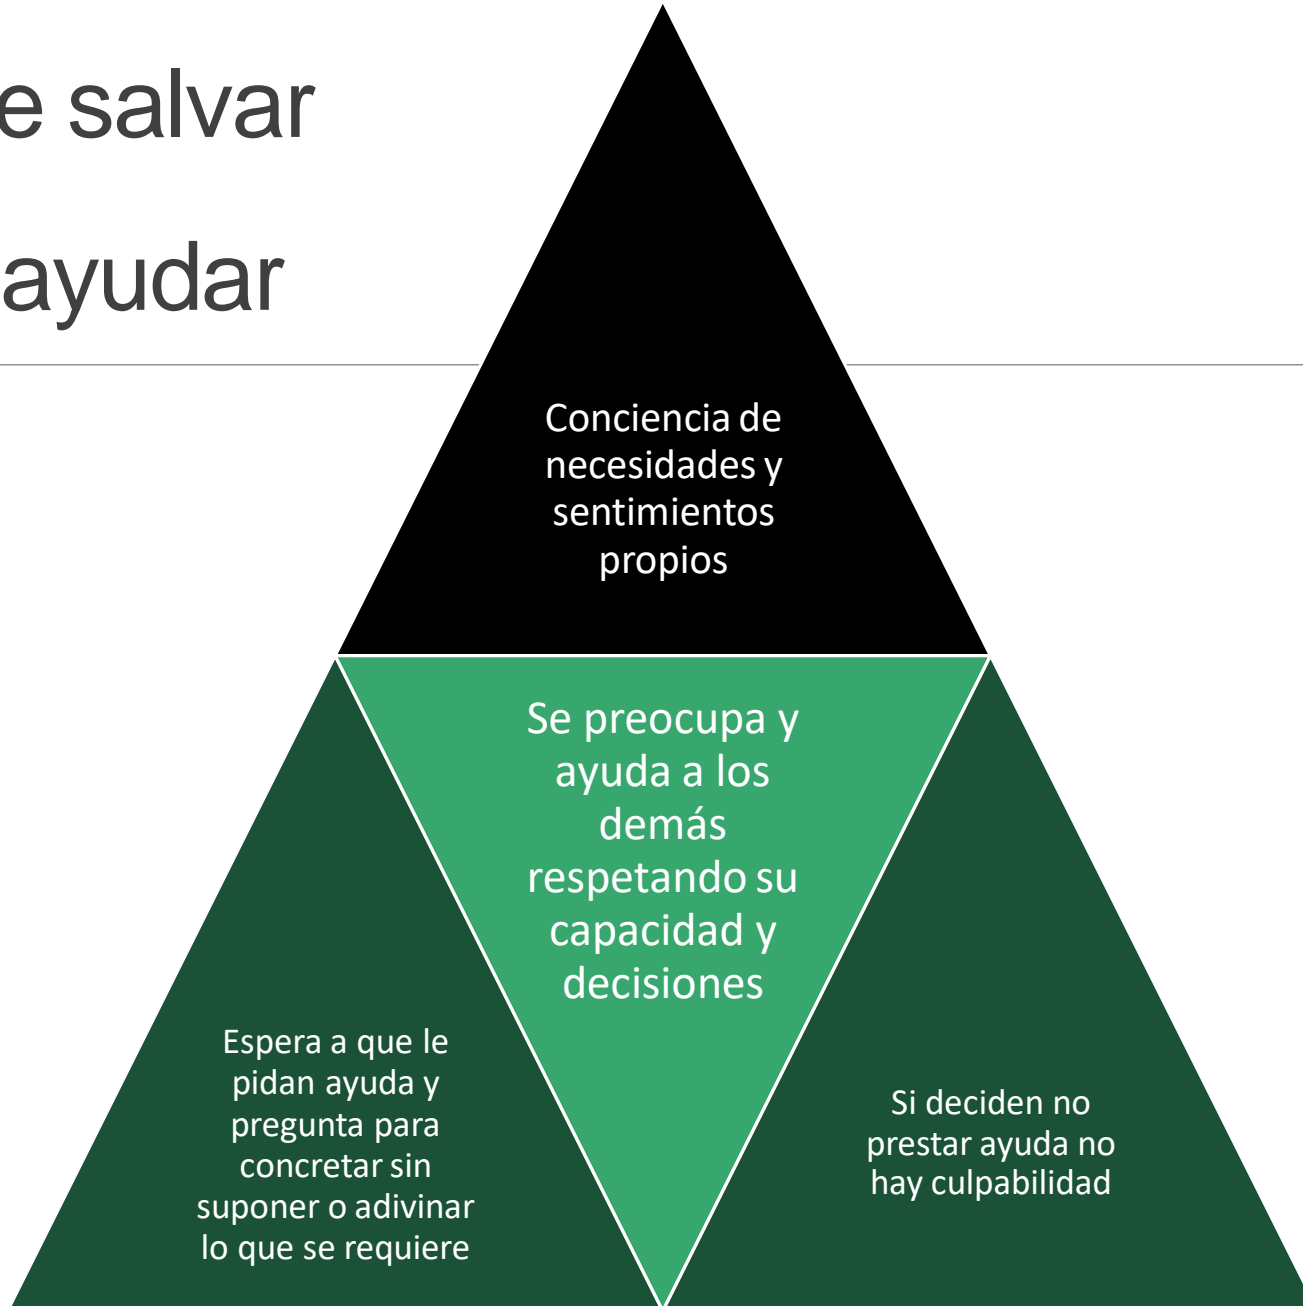 e salvar
ayudar
Conciencia de
necesidades y
sentimientos
propios
Se preocupa y
ayuda a los
demás
respetando su
capacidad y
decisiones
Espera a que le
pidan ayuda y
pregunta para
concretar sin
suponer o adivinar
lo que se requiere
Si deciden no
prestar ayuda no
hay culpabilidad